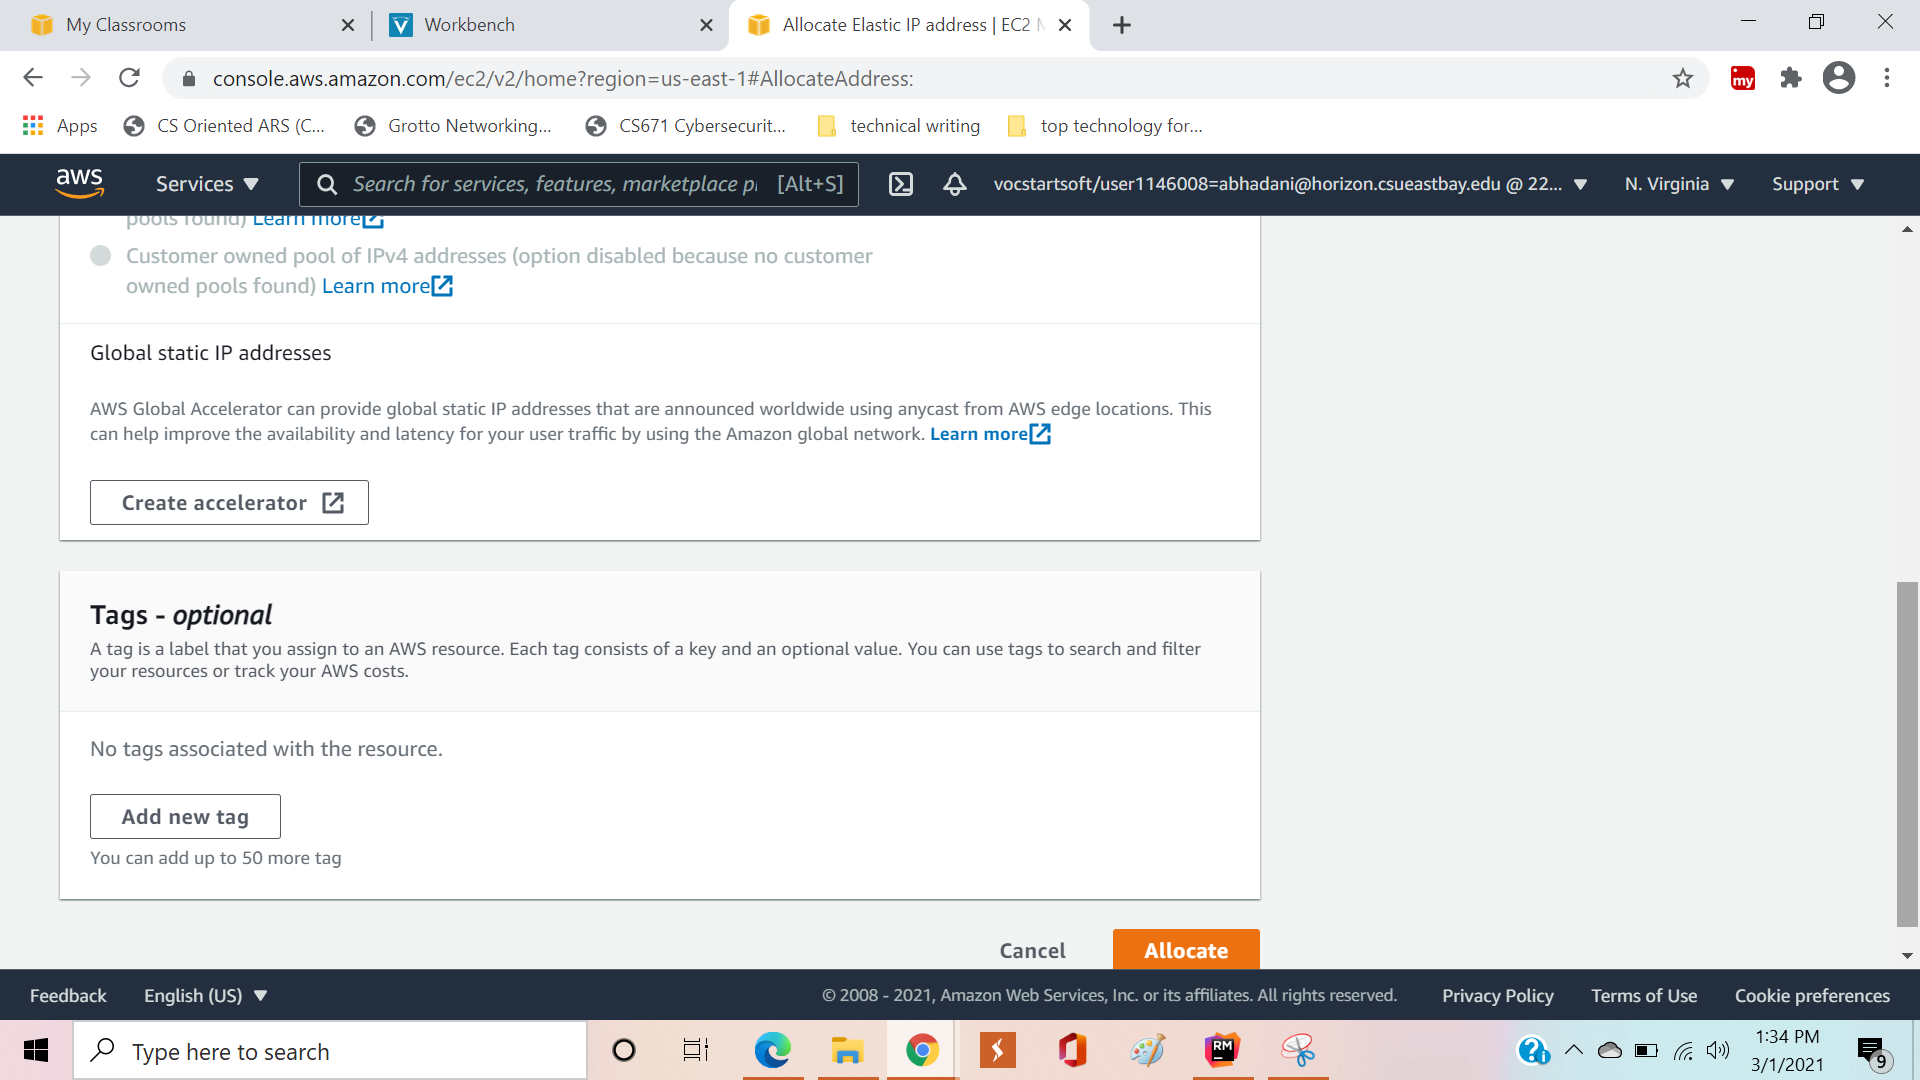 My Classrooms
Workbench
Allocate Elastic IP address | EC2
console.aws.amazon.com/ec2/v2/home?region=us-east-1#AllocateAddress:
my
Apps
CS Oriented ARS (C...
Grotto Networking...
CS671 Cybersecurit...
technical writing
top technology for...
aws
Services
Search for services, features, marketplace p
[Alt+S]
vocstartsoft/user1146008=abhadani@horizon.csueastbay.edu @ 22...
N. Virginia
Support
pools found) Learn more
Customer owned pool of IPv4 addresses (option disabled because no customer
owned pools found) Learn more
Global static IP addresses
AWS Global Accelerator can provide global static IP addresses that are announced worldwide using anycast from AWS edge locations. This
can help improve the availability and latency for your user traffic by using the Amazon global network. Learn more
Create accelerator
Tags - optional
A tag is a label that you assign to an AWS resource. Each tag consists of a key and an optional value. You can use tags to search and filter
your resources or track your AWS costs.
No tags associated with the resource.
Add new tag
You can add up to 50 more tag
Cancel
Allocate
Feedback
English (US)
© 2008 - 2021, Amazon Web Services, Inc. or its affiliates. All rights reserved.
Privacy Policy
Terms of Use
Cookie preferences
Type here to search
RM
1:34 PM
3/1/2021
9